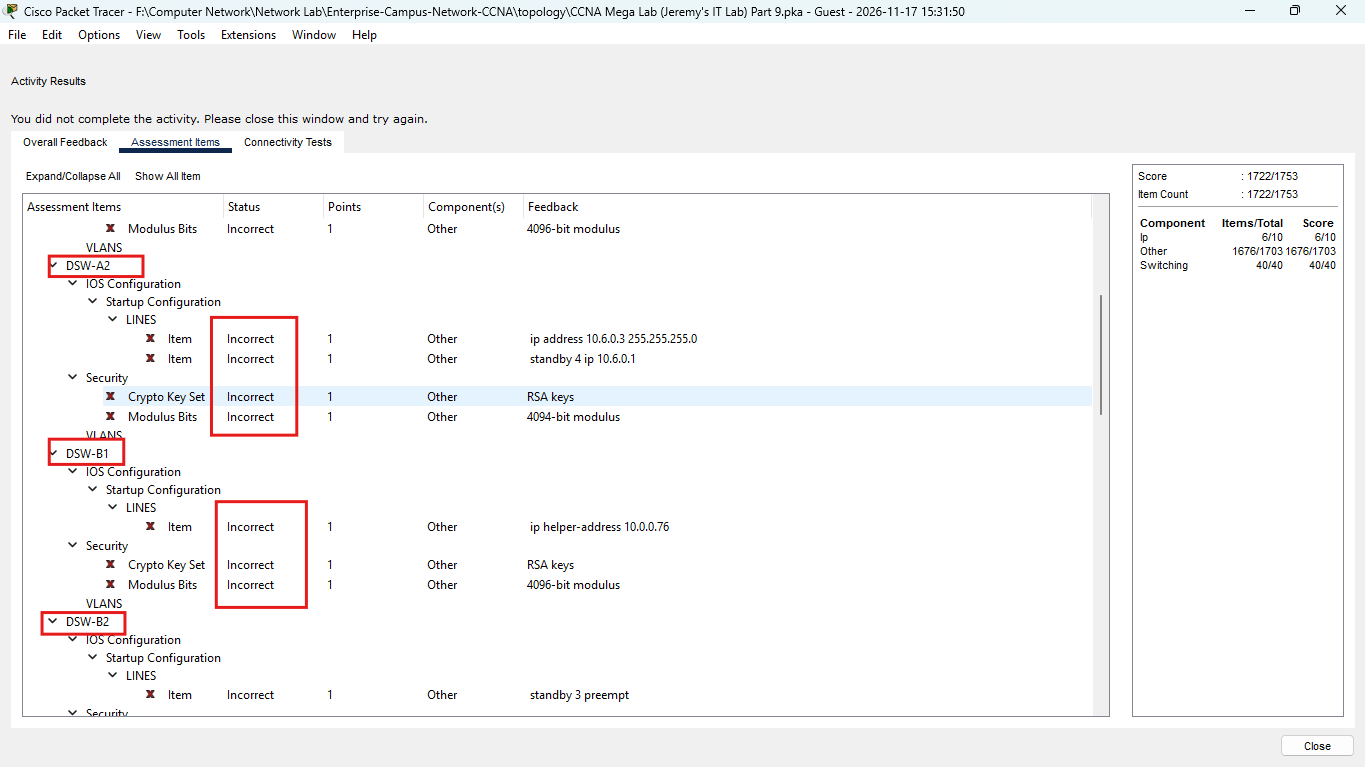 Cisco Packet Tracer - F:\Computer Network\Network Lab\Enterprise-Campus-Network-CCNA\topology\CCNA Mega Lab (Jeremy's IT Lab) Part 9.pka - Guest - 2026-11-17 15:31:50
File Edit Options View Tools Extensions Window Help
Activity Results
You did not complete the activity. Please close this window and try again.
Overall Feedback Assessment Items Connectivity Tests
Expand/Collapse All Show All Item
Assessment Items Status Points Component(s) Feedback
X Modulus Bits Incorrect 1 Other 4096-bit modulus
VLANS
DSW-A2
IOS Configuration
Startup Configuration
LINES
X Item Incorrect 1 Other ip address 10.6.0.3 255.255.255.0
X Item Incorrect 1 Other standby 4 ip 10.6.0.1
Security
X Crypto Key Set Incorrect 1 Other RSA keys
X Modulus Bits Incorrect 1 Other 4094-bit modulus
VLANS
DSW-B1
IOS Configuration
Startup Configuration
LINES
X Item Incorrect 1 Other ip helper-address 10.0.0.76
Security
X Crypto Key Set Incorrect 1 Other RSA keys
X Modulus Bits Incorrect 1 Other 4096-bit modulus
VLANS
DSW-B2
IOS Configuration
Startup Configuration
LINES
X Item Incorrect 1 Other standby 3 preempt
Security
Score : 1722/1753
Item Count : 1722/1753
Component Items/Total Score
Ip 6/10 6/10
Other 1676/1703 1676/1703
Switching 40/40 40/40
Close